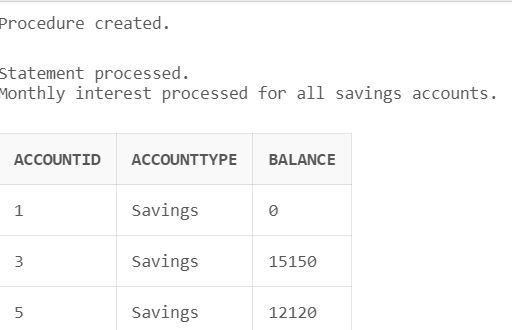 Procedure created.
Statement processed.
Monthly interest processed for all savings accounts.
ACCOUNTID ACCOUNTTYPE BALANCE
1 Savings 0
3 Savings 15150
5 Savings 12120